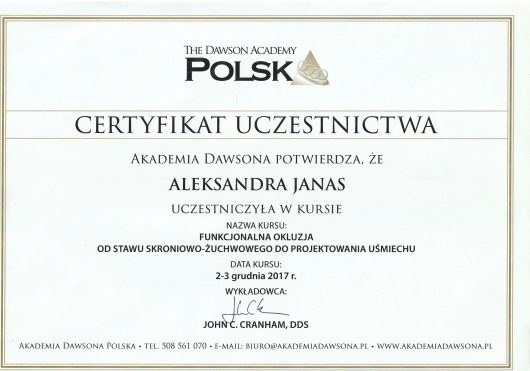 THE DAWSON ACADEMY
POLSK
CERTYFIKAT UCZESTNICTWA
AKADEMIA DAWSONA POTWIERDZA, ŻE
ALEKSANDRA JANAS
UCZESTNICZYŁA W KURSIE
NAZWA KURSU:
FUNKCJONALNA OKLUZJA
OD STAWU SKRONIOWO-ŻUCHWOWEGO DO PROJEKTOWANIA UŚMIECHU
DATA KURSU:
2-3 grudnia 2017 r.
WYKŁADOWCA:
JOHN C. CRANHAM, DDS
AKADEMIA DAWSONA POLSKA • TEL. 508 561 070 • E-MAIL: BIURO@AKADEMIADAWSONA.PL • WWW.AKADEMIADAWSONA.PL